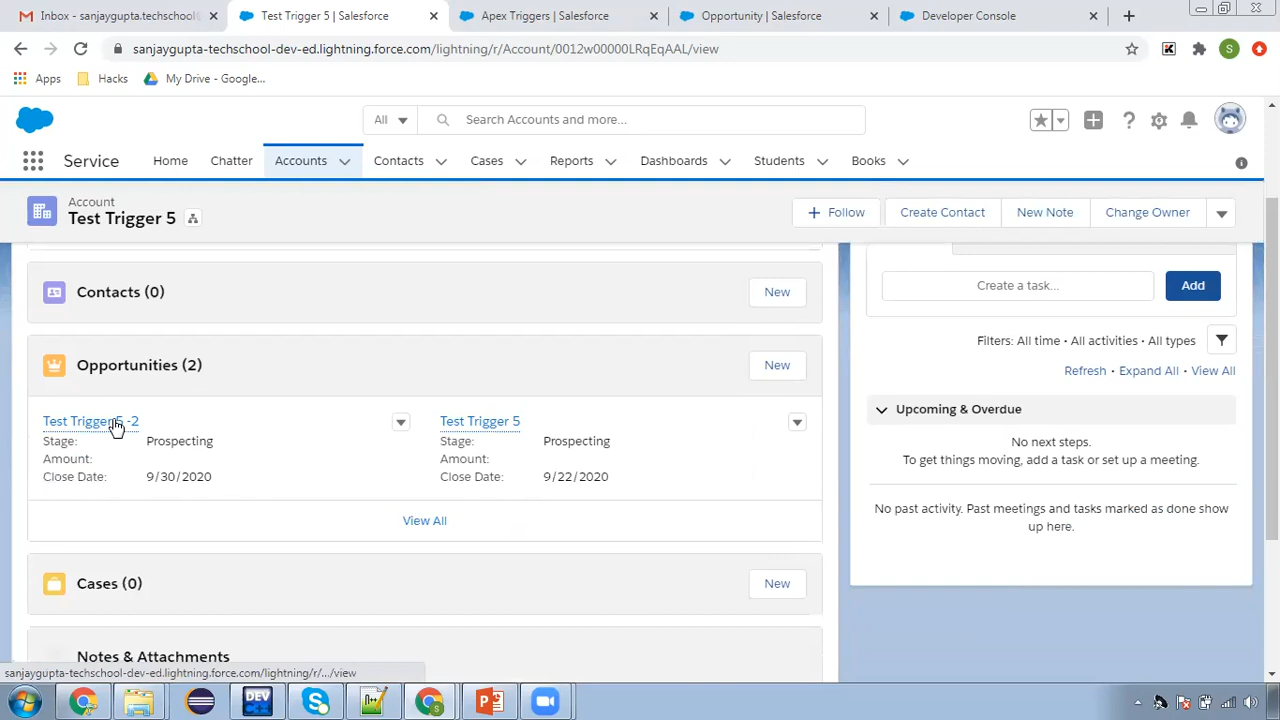 Inbox - sanjaygupta.techschool
Test Trigger 5 | Salesforce
Apex Triggers | Salesforce
Opportunity | Salesforce
Developer Console
sanjaygupta-techschool-dev-ed.lightning.force.com/lightning/r/Account/0012w00000LRqEqAAL/view
Apps
Hacks
My Drive - Google...
All
Search Accounts and more...
Service
Home
Chatter
Accounts
Contacts
Cases
Reports
Dashboards
Students
Books
Account
Test Trigger 5
Follow
Create Contact
New Note
Change Owner
Contacts (0)
New
Opportunities (2)
New
Test Trigger 5 -2
Stage: Prospecting
Amount:
Close Date: 9/30/2020
Test Trigger 5
Stage: Prospecting
Amount:
Close Date: 9/22/2020
View All
Cases (0)
New
Notes & Attachments
Create a task...
Add
Filters: All time • All activities • All types
Refresh • Expand All • View All
Upcoming & Overdue
No next steps.
To get things moving, add a task or set up a meeting.
No past activity. Past meetings and tasks marked as done show
up here.
sanjaygupta-techschool-dev-ed.lightning.force.com/lightning/r/.../view
S
DEV